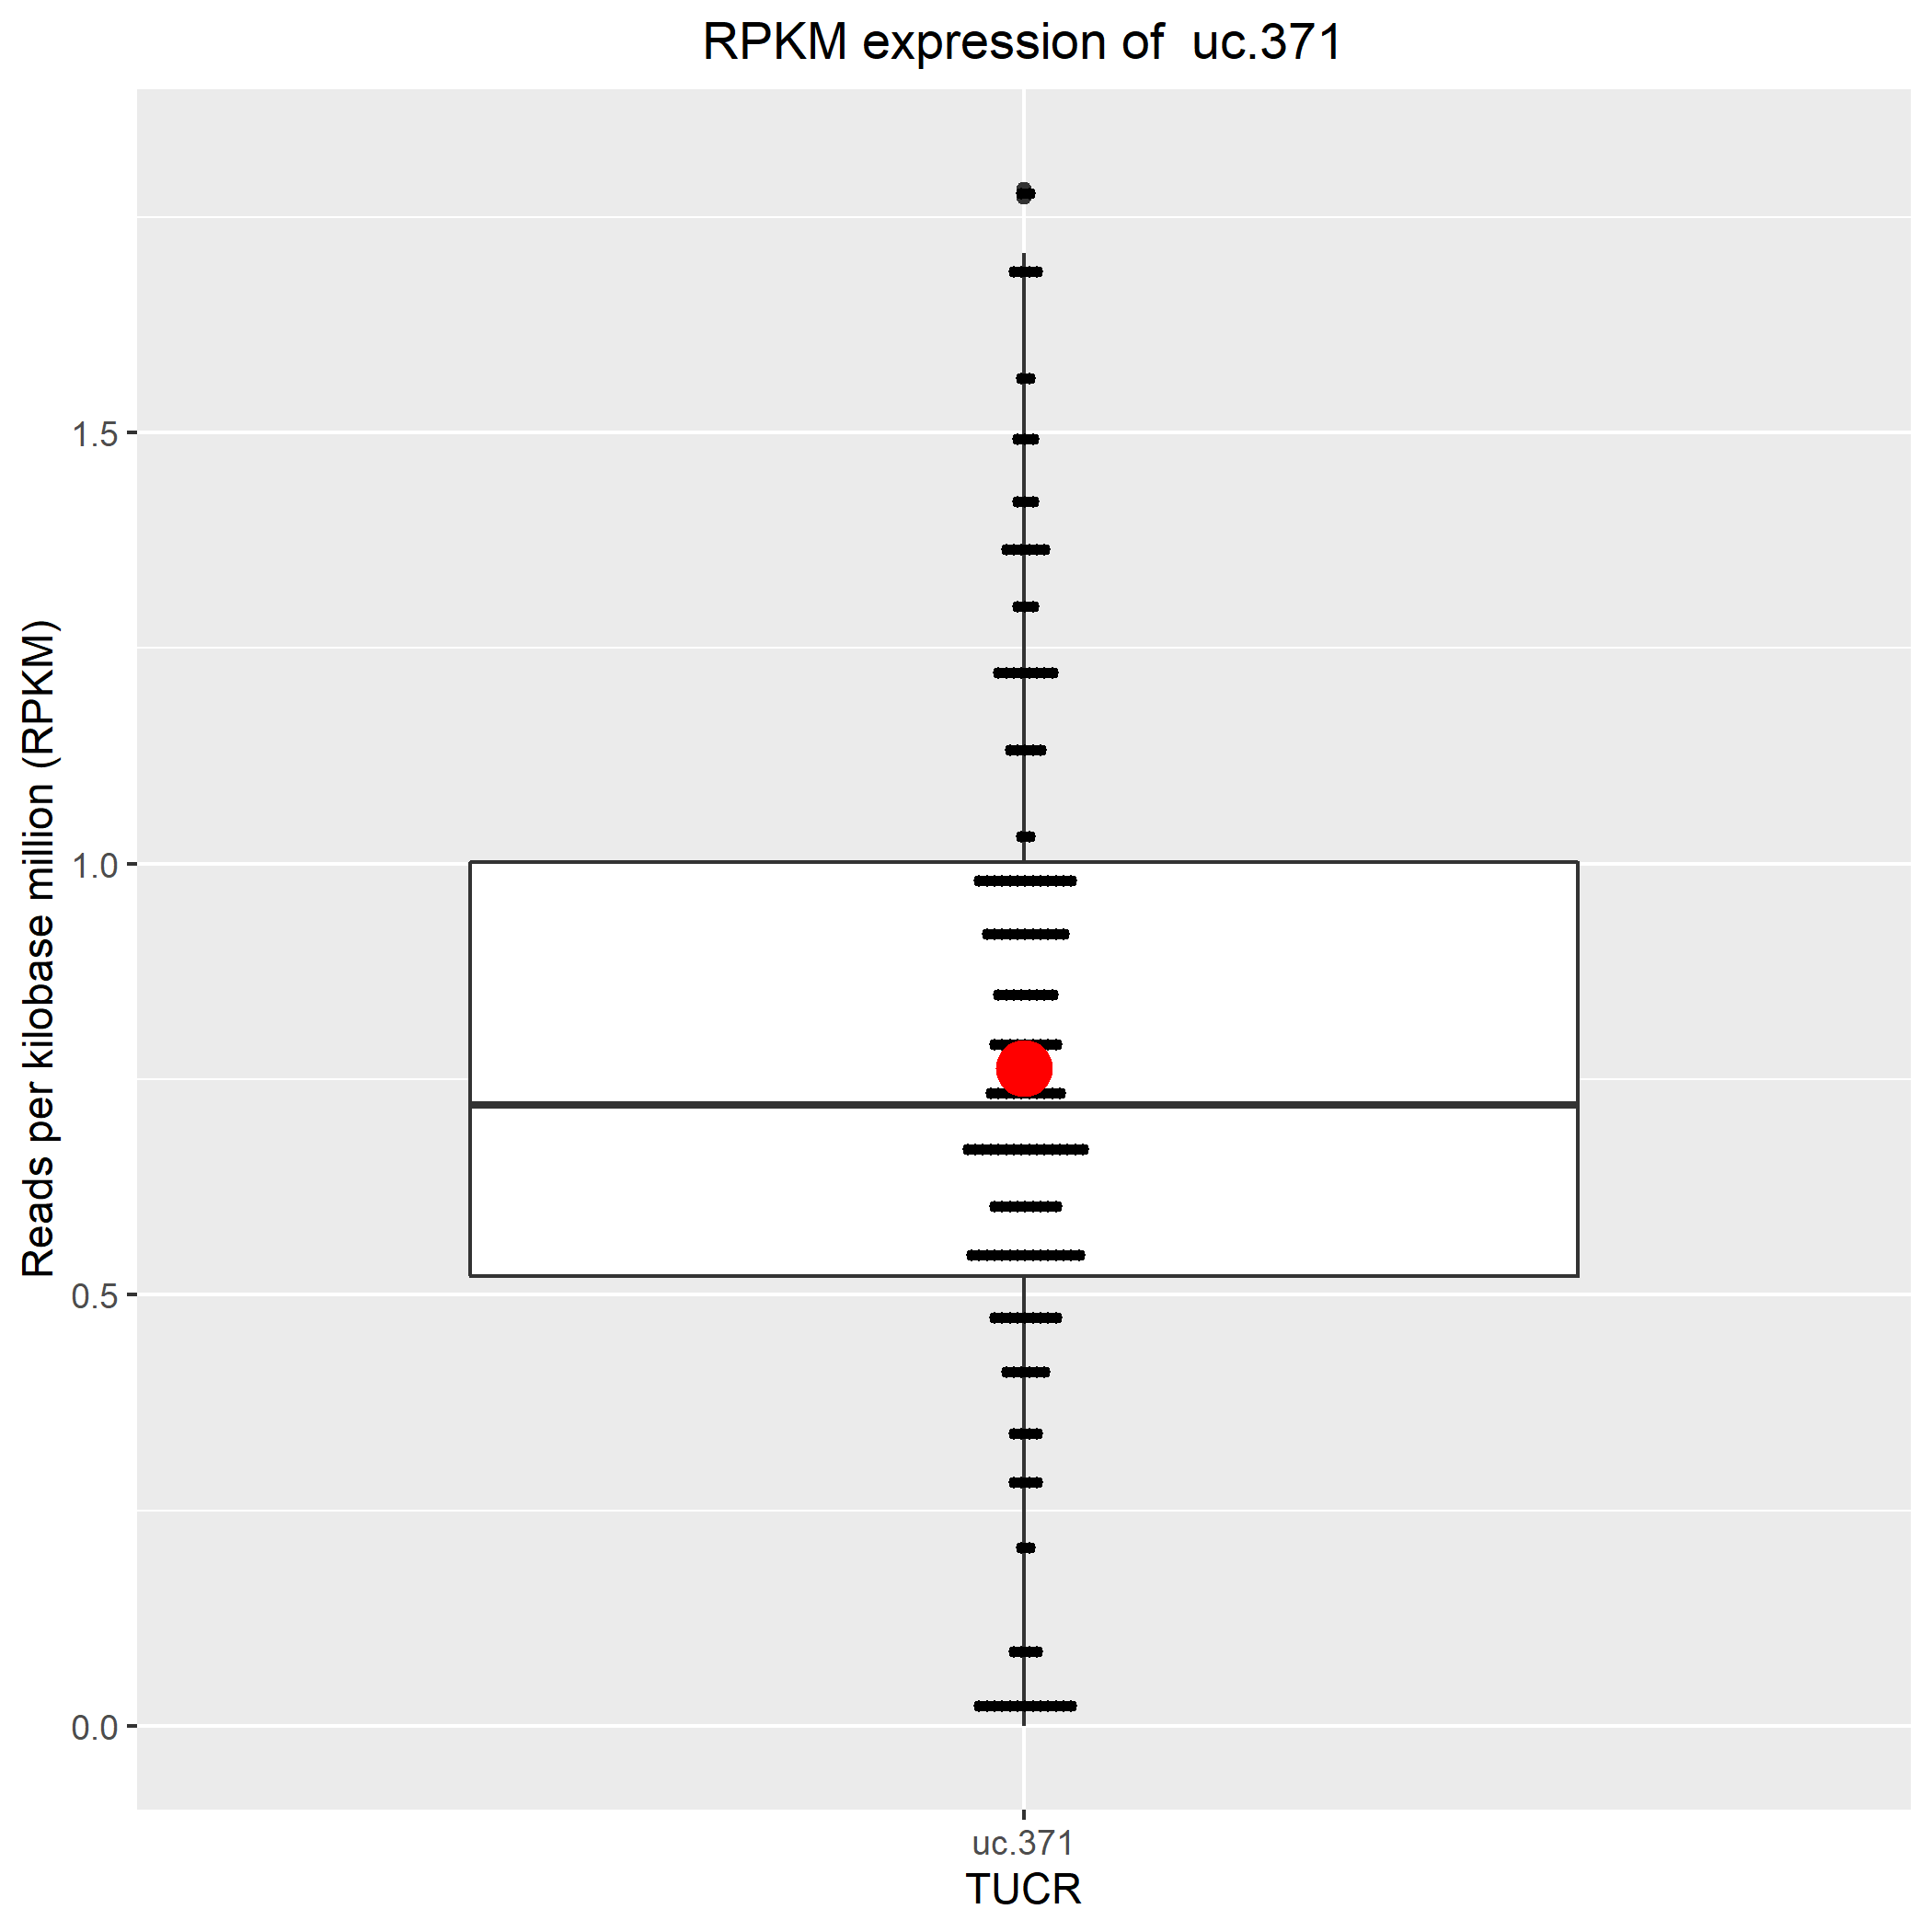 RPKM expression of  uc.371
Reads per kilobase million (RPKM)
1.5
1.0
0.5
0.0
uc.371
TUCR